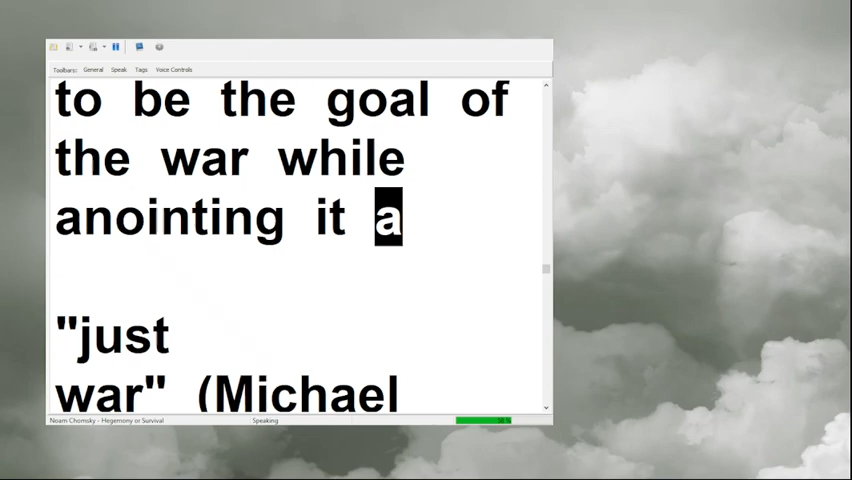 Toolbars: General Speak Tags Voice Controls
to be the goal of
the war while
anointing it a
"just
war" (Michael
Noam Chomsky - Hegemony or Survival Speaking 58 %